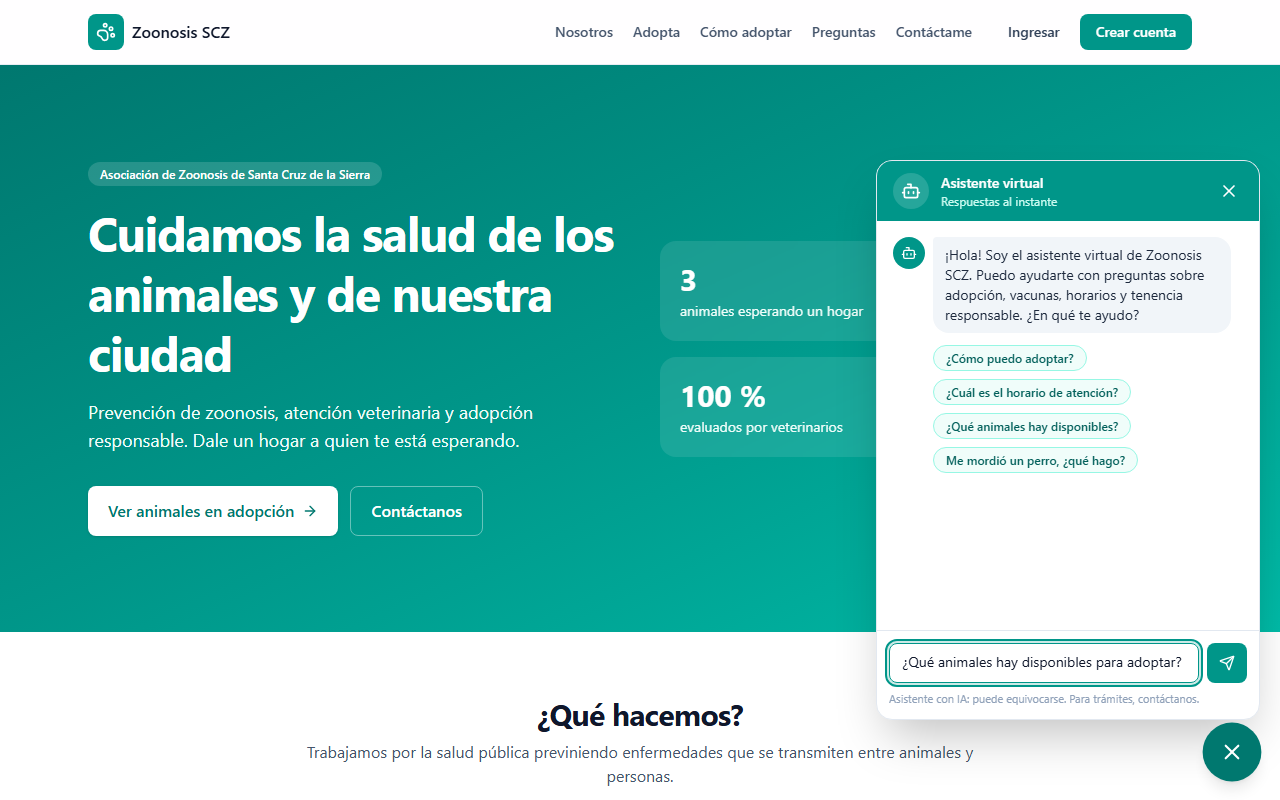 Zoonosis SCZ
Nosotros
Adopta
Cómo adoptar
Preguntas
Contáctame
Ingresar
Crear cuenta
Asociación de Zoonosis de Santa Cruz de la Sierra
Cuidamos la salud de los
animales y de nuestra
ciudad
Prevención de zoonosis, atención veterinaria y adopción
responsable. Dale un hogar a quien te está esperando.
Ver animales en adopción
Contáctanos
3
animales esperando un hogar
100 %
evaluados por veterinarios
Asistente virtual
Respuestas al instante
¡Hola! Soy el asistente virtual de Zoonosis
SCZ. Puedo ayudarte con preguntas sobre
adopción, vacunas, horarios y tenencia
responsable. ¿En qué te ayudo?
¿Cómo puedo adoptar?
¿Cuál es el horario de atención?
¿Qué animales hay disponibles?
Me mordió un perro, ¿qué hago?
¿Qué animales hay disponibles para adoptar?
Asistente con IA: puede equivocarse. Para trámites, contáctanos.
¿Qué hacemos?
Trabajamos por la salud pública previniendo enfermedades que se transmiten entre animales y
personas.